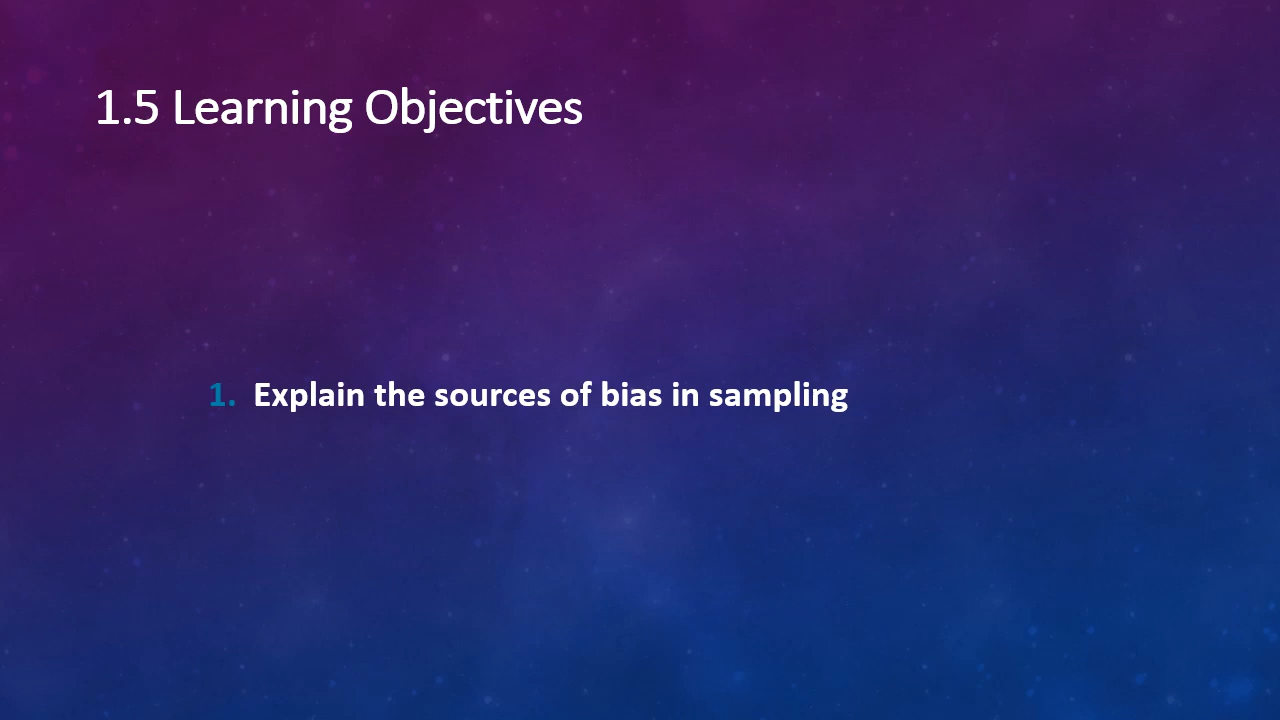 1.5 Learning Objectives
1. Explain the sources of bias in sampling